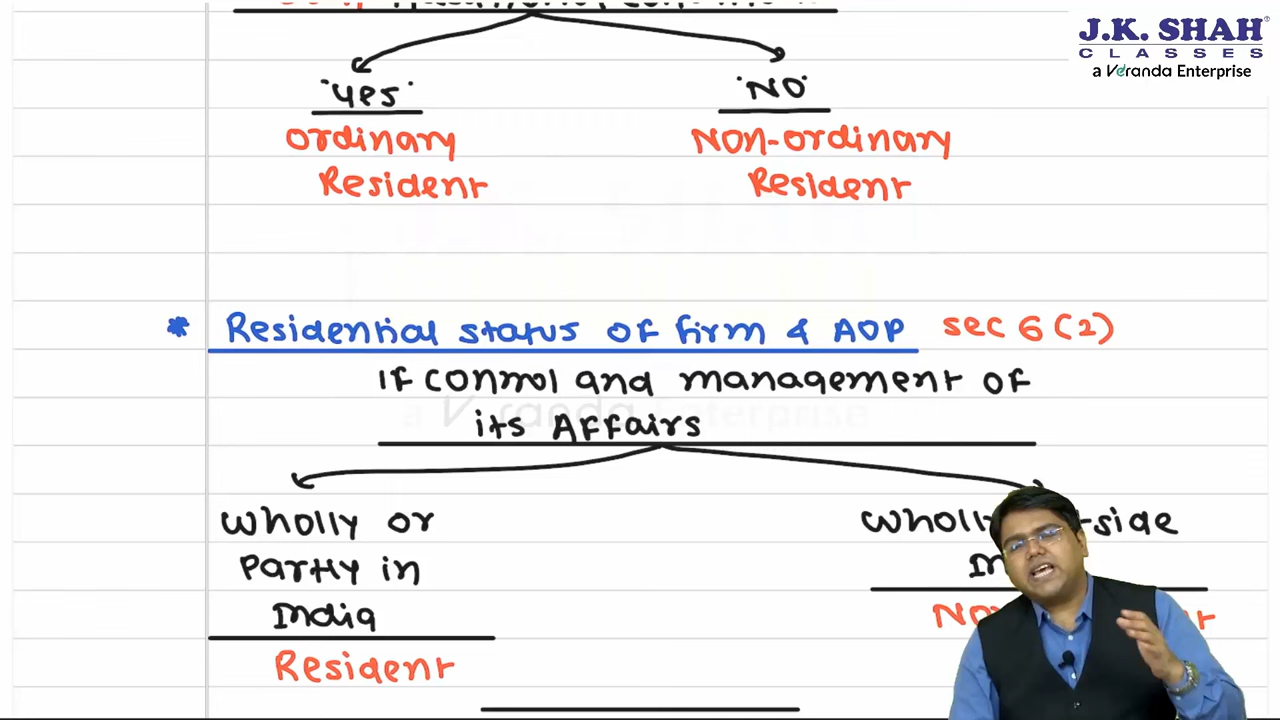 J.K. SHAH
CLASSES
a Veranda Enterprise
'Yes'
'NO'
Ordinary
Resident
NON-ordinary
Resident
* Residential status of firm & AOP sec 6 (2)
If control and management of
its Affairs
Wholly or
Partly in
India
Resident
-side